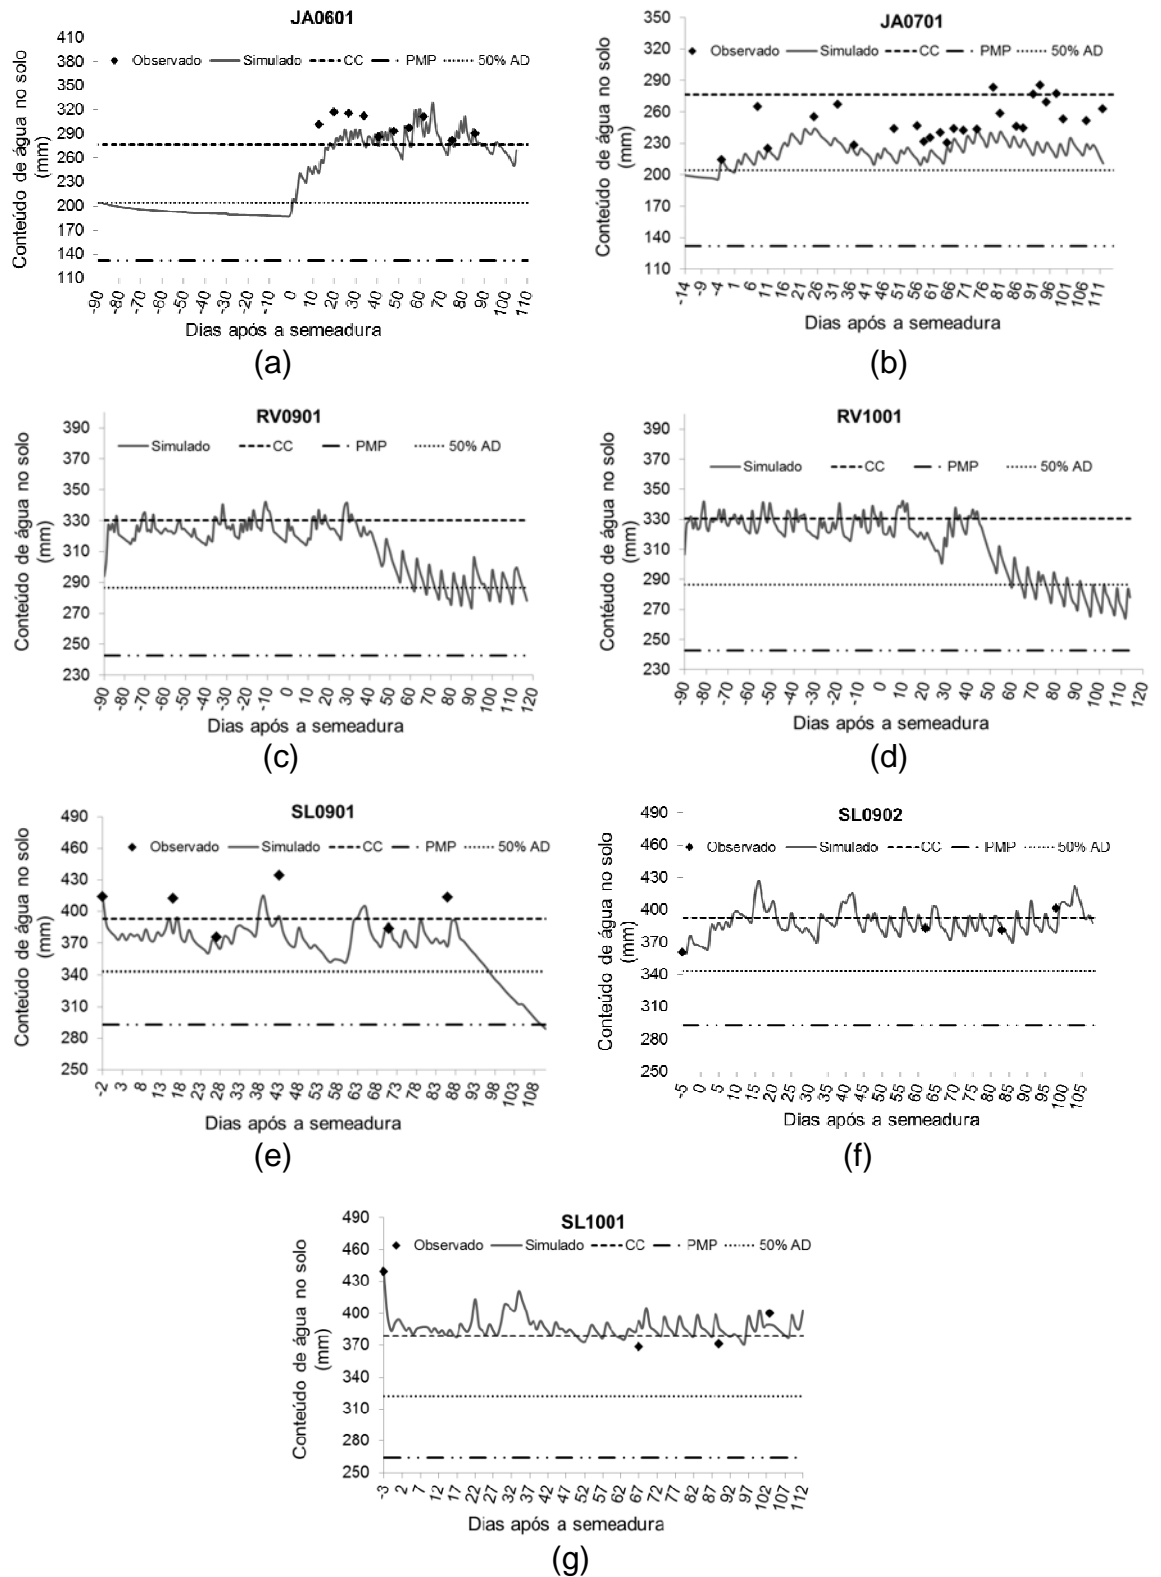 JA0601
Conteúdo de água no solo
(mm)
410
380
350
320
290
260
230
200
170
140
110
Observado Simulado CC PMP 50% AD
-90 -80 -70 -60 -50 -40 -30 -20 -10 0 10 20 30 40 50 60 70 80 90 100 110
Dias após a semeadura
(a)
JA0701
Conteúdo de água no solo
(mm)
350
320
290
260
230
200
170
140
110
Observado Simulado CC PMP 50% AD
-14 -9 -4 1 6 11 16 21 26 31 36 41 46 51 56 61 66 71 76 81 86 91 96 101 106 111
Dias após a semeadura
(b)
RV0901
Conteúdo de água no solo
(mm)
390
370
350
330
310
290
270
250
230
Simulado CC PMP 50% AD
-90 -80 -70 -60 -50 -40 -30 -20 -10 0 10 20 30 40 50 60 70 80 90 100 110 120
Dias após a semeadura
(c)
RV1001
Conteúdo de água no solo
(mm)
390
370
350
330
310
290
270
250
230
Simulado CC PMP 50% AD
-90 -80 -70 -60 -50 -40 -30 -20 -10 0 10 20 30 40 50 60 70 80 90 100 110 120
Dias após a semeadura
(d)
SL0901
Conteúdo de água no solo
(mm)
490
460
430
400
370
340
310
280
250
Observado Simulado CC PMP 50% AD
-2 3 8 13 18 23 28 33 38 43 48 53 58 63 68 73 78 83 88 93 98 103 108
Dias após a semeadura
(e)
SL0902
Conteúdo de água no solo
(mm)
490
460
430
400
370
340
310
280
250
Observado Simulado CC PMP 50% AD
-5 0 5 10 15 20 25 30 35 40 45 50 55 60 65 70 75 80 85 90 95 100 105
Dias após a semeadura
(f)
SL1001
Conteúdo de água no solo
(mm)
490
460
430
400
370
340
310
280
250
Observado Simulado CC PMP 50% AD
-3 2 7 12 17 22 27 32 37 42 47 52 57 62 67 72 77 82 87 92 97 102 107 112
Dias após a semeadura
(g)